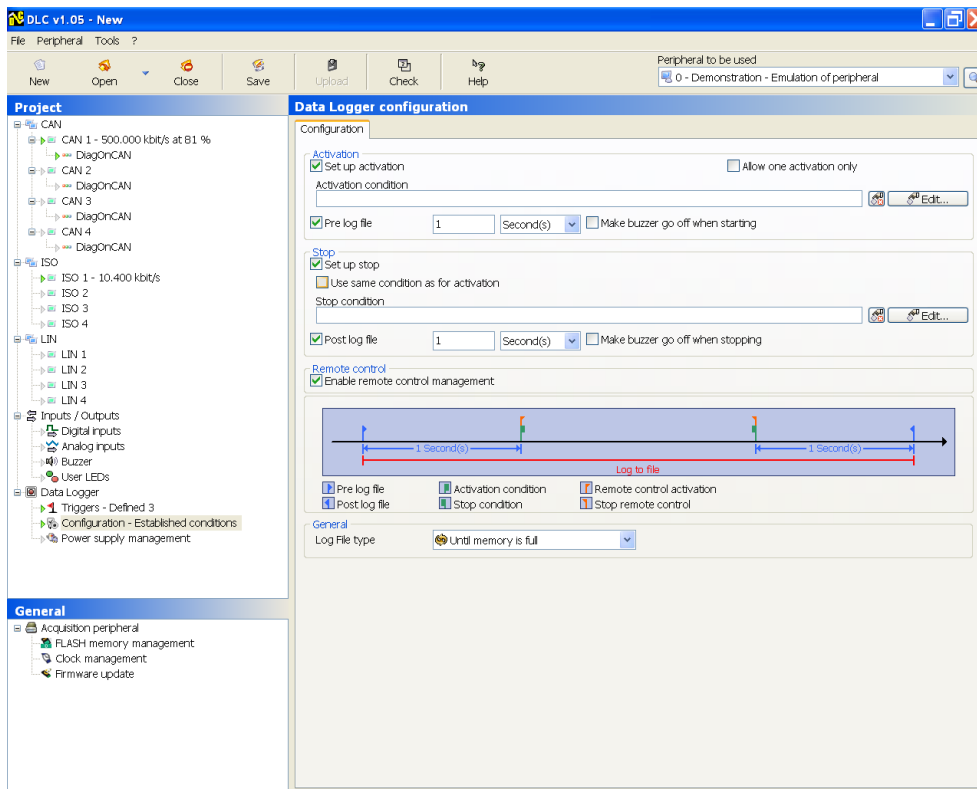 DLC v1.05 - New
File Peripheral Tools ?
New Open Close Save Upload Check Help
Peripheral to be used
0 - Demonstration - Emulation of peripheral
Project
CAN
CAN 1 - 500.000 kbit/s at 81 %
DiagOnCAN
CAN 2
DiagOnCAN
CAN 3
DiagOnCAN
CAN 4
DiagOnCAN
ISO
ISO 1 - 10.400 kbit/s
ISO 2
ISO 3
ISO 4
LIN
LIN 1
LIN 2
LIN 3
LIN 4
Inputs / Outputs
Digital inputs
Analog inputs
Buzzer
User LEDs
Data Logger
Triggers - Defined 3
Configuration - Established conditions
Power supply management
General
Acquisition peripheral
FLASH memory management
Clock management
Firmware update
Data Logger configuration
Configuration
Activation
Set up activation Allow one activation only
Activation condition
Edit...
Pre log file 1 Second(s) Make buzzer go off when starting
Stop
Set up stop
Use same condition as for activation
Stop condition
Edit...
Post log file 1 Second(s) Make buzzer go off when stopping
Remote control
Enable remote control management
1 Second(s) 1 Second(s)
Log to file
Pre log file Activation condition Remote control activation
Post log file Stop condition Stop remote control
General
Log File type Until memory is full